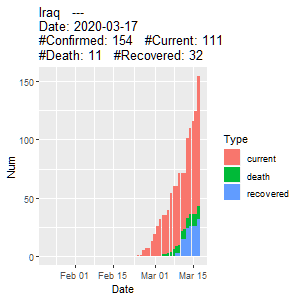 Iraq   ---
Date: 2020-03-17
#Confirmed: 154   #Current: 111
#Death: 11   #Recovered: 32
150
100
50
0
Num
Feb 01
Feb 15
Mar 01
Mar 15
Date
Type
current
death
recovered